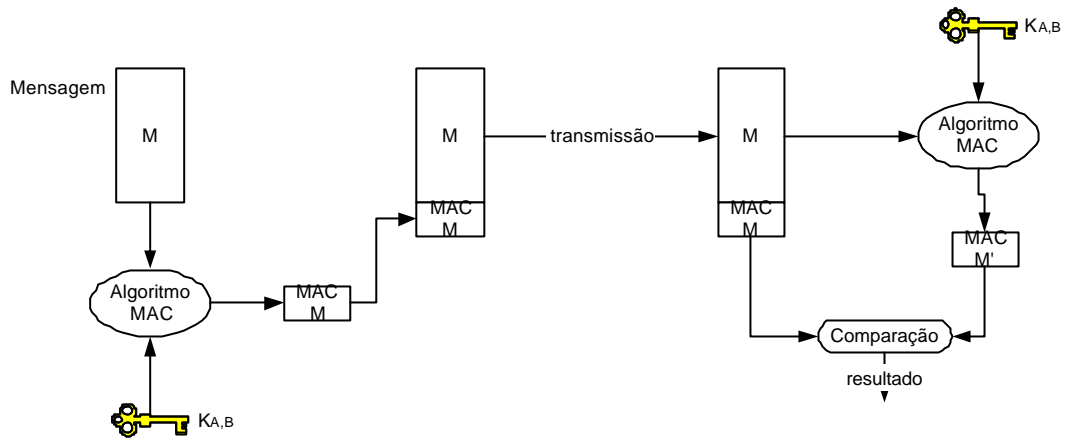 KA,B
Mensagem
M
M
transmissão
M
Algoritmo
MAC
MAC
M
MAC
M
MAC
M'
Algoritmo
MAC
MAC
M
Comparação
resultado
KA,B